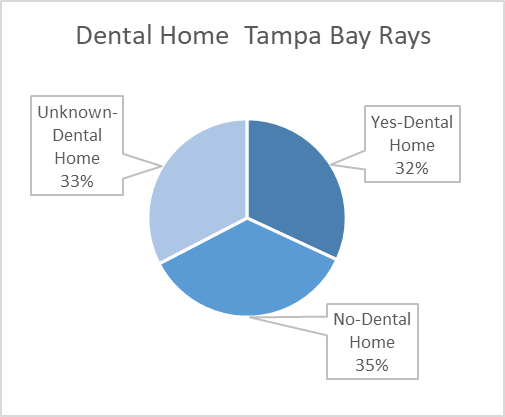 Dental Home  Tampa Bay Rays
Unknown-
Dental
Home
33%
Yes-Dental
Home
32%
No-Dental
Home
35%